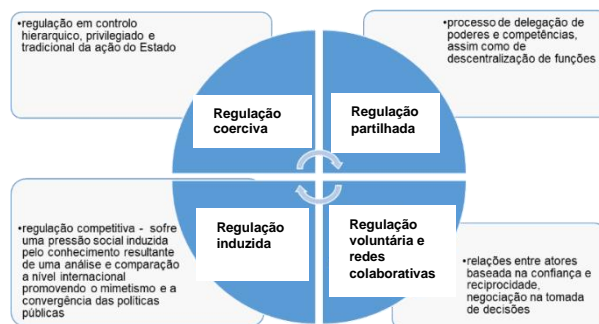 •regulação em controlo
hierarquico, privilegiado e
tradicional da ação do Estado
•processo de delegação de
poderes e competências,
assim como de
descentralização de funções
Regulação
coerciva
Regulação
partilhada
Regulação
induzida
Regulação
voluntária e
redes
colaborativas
•regulação competitiva - sofre
uma pressão social induzida
pelo conhecimento resultante
de uma análise e comparação
a nível internacional
promovendo o mimetismo e a
convergência das políticas
públicas
•relações entre atores
baseada na confiança e
reciprocidade,
negociação na tomada
de decisões